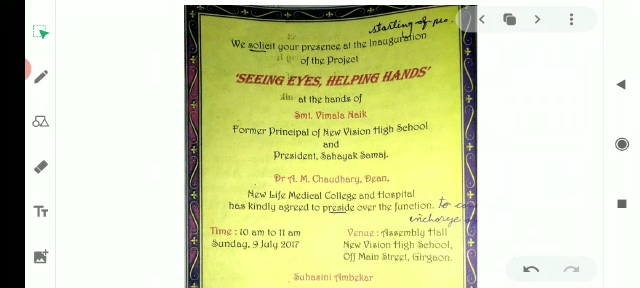 starting of pro.
We solicit your presence at the Inauguration
of the Project
'SEEING EYES, HELPING HANDS'
at the hands of
Smt. Vimala Naik
Former Principal of New Vision High School
and
President, Sahayak Samaj.
Dr A. M. Chaudhary, Dean.
New Life Medical College and Hospital
has kindly agreed to preside over the function. to
incharge
Time : 10 am to 11 am
Sunday, 9 July 2017
Venue : Assembly Hall
New Vision High School,
Off Main Street, Girgaon.
Suhasini Ambekar
Tт